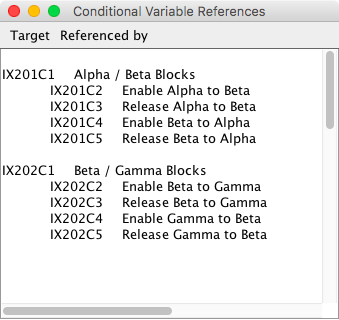 Conditional Variable References
Target Referenced by
IX201C1 Alpha / Beta Blocks
IX201C2 Enable Alpha to Beta
IX201C3 Release Alpha to Beta
IX201C4 Enable Beta to Alpha
IX201C5 Release Beta to Alpha
IX202C1 Beta / Gamma Blocks
IX202C2 Enable Beta to Gamma
IX202C3 Release Beta to Gamma
IX202C4 Enable Gamma to Beta
IX202C5 Release Gamma to Beta